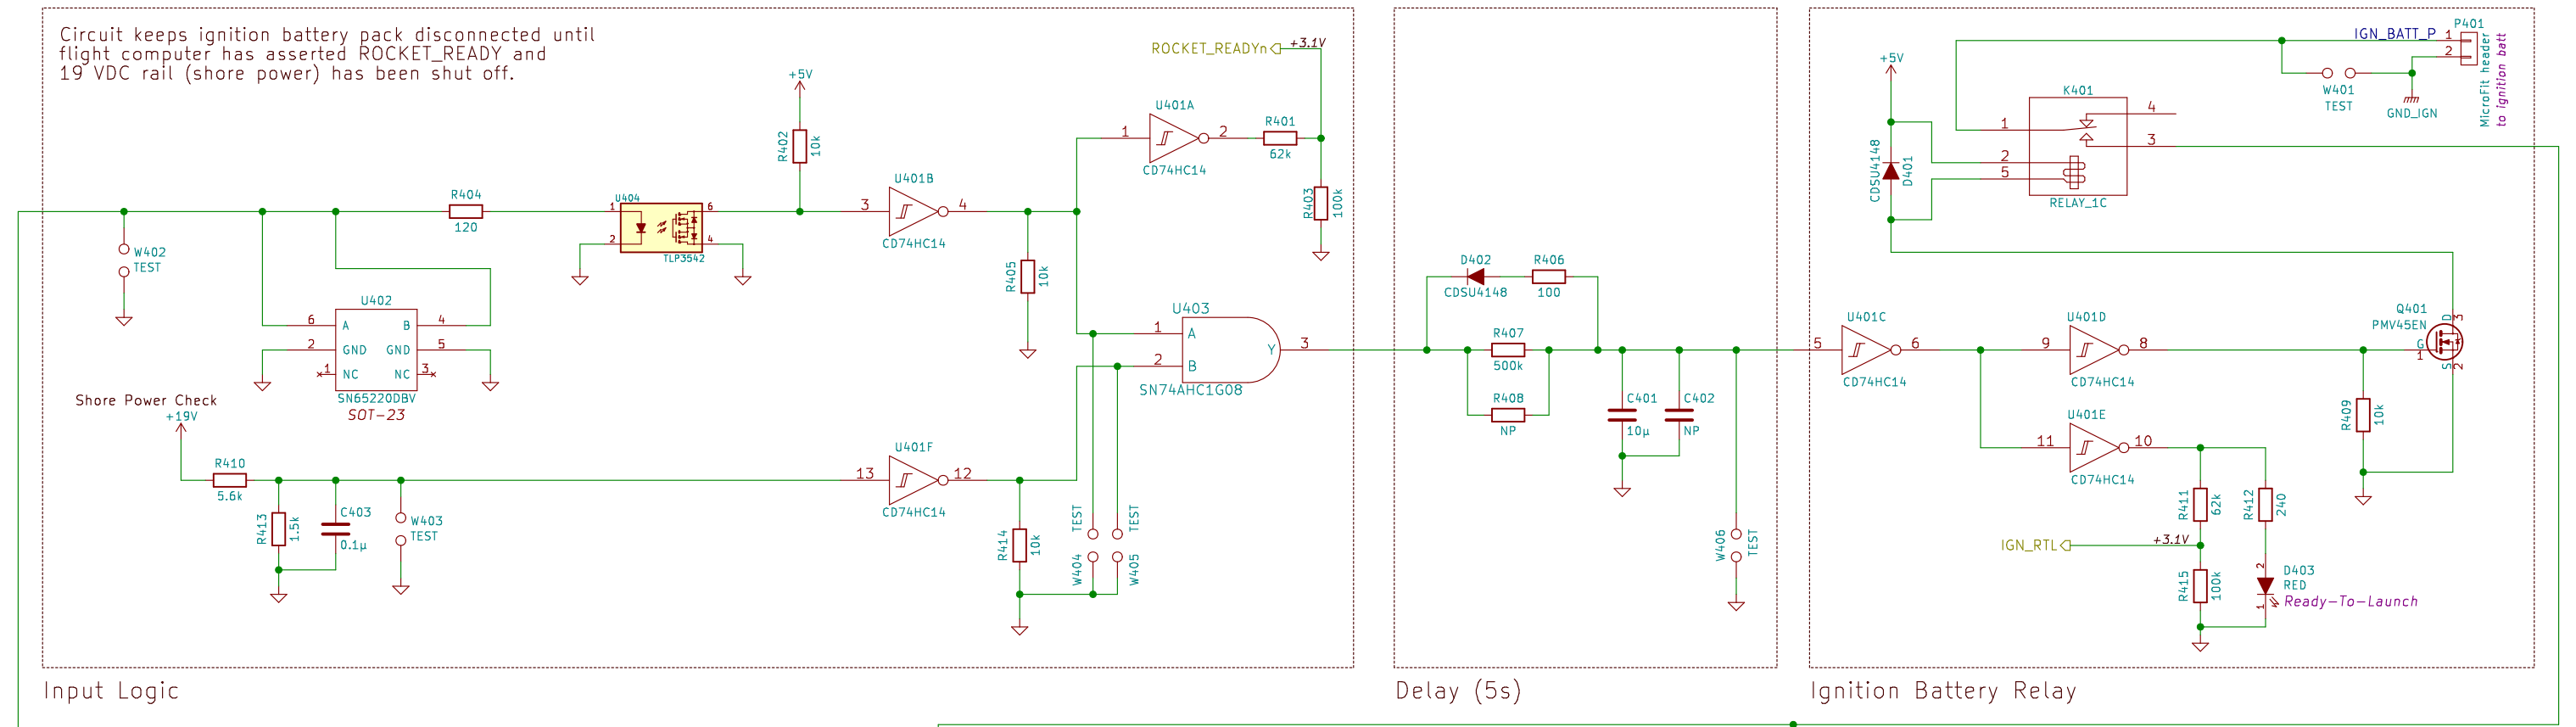 Circuit keeps ignition battery pack disconnected until
flight computer has asserted ROCKET_READY and
19 VDC rail (shore power) has been shut off.
ROCKET_READYn
+3.1V
+5V
R402
10k
U401A
1
2
CD74HC14
R401
62k
R403
100k
R404
120
U404
1
2
6
4
TLP3542
U401B
3
4
CD74HC14
R405
10k
W402
TEST
U402
6
A
B
4
2
GND
GND
5
1
NC
NC
3
SN65220DBV
SOT-23
U403
1
A
2
B
Y
3
SN74AHC1G08
Shore Power Check
+19V
R410
5.6k
R413
1.5k
C403
0.1µ
W403
TEST
U401F
13
12
CD74HC14
R414
10k
TEST
W404
TEST
W405
Input Logic
D402
CDSU4148
R406
100
R407
500k
R408
NP
C401
10µ
C402
NP
W406
TEST
Delay (5s)
+5V
CDSU4148
D401
K401
1
2
5
4
3
RELAY_1C
IGN_BATT_P
P401
1
2
MicroFit header
to ignition batt
W401
TEST
GND_IGN
U401C
5
6
CD74HC14
U401D
9
8
CD74HC14
U401E
11
10
CD74HC14
Q401
PMV45EN
D
3
G
1
S
2
R409
10k
R411
62k
R412
240
IGN_RTL
+3.1V
R415
100k
2
1
D403
RED
Ready-To-Launch
Ignition Battery Relay